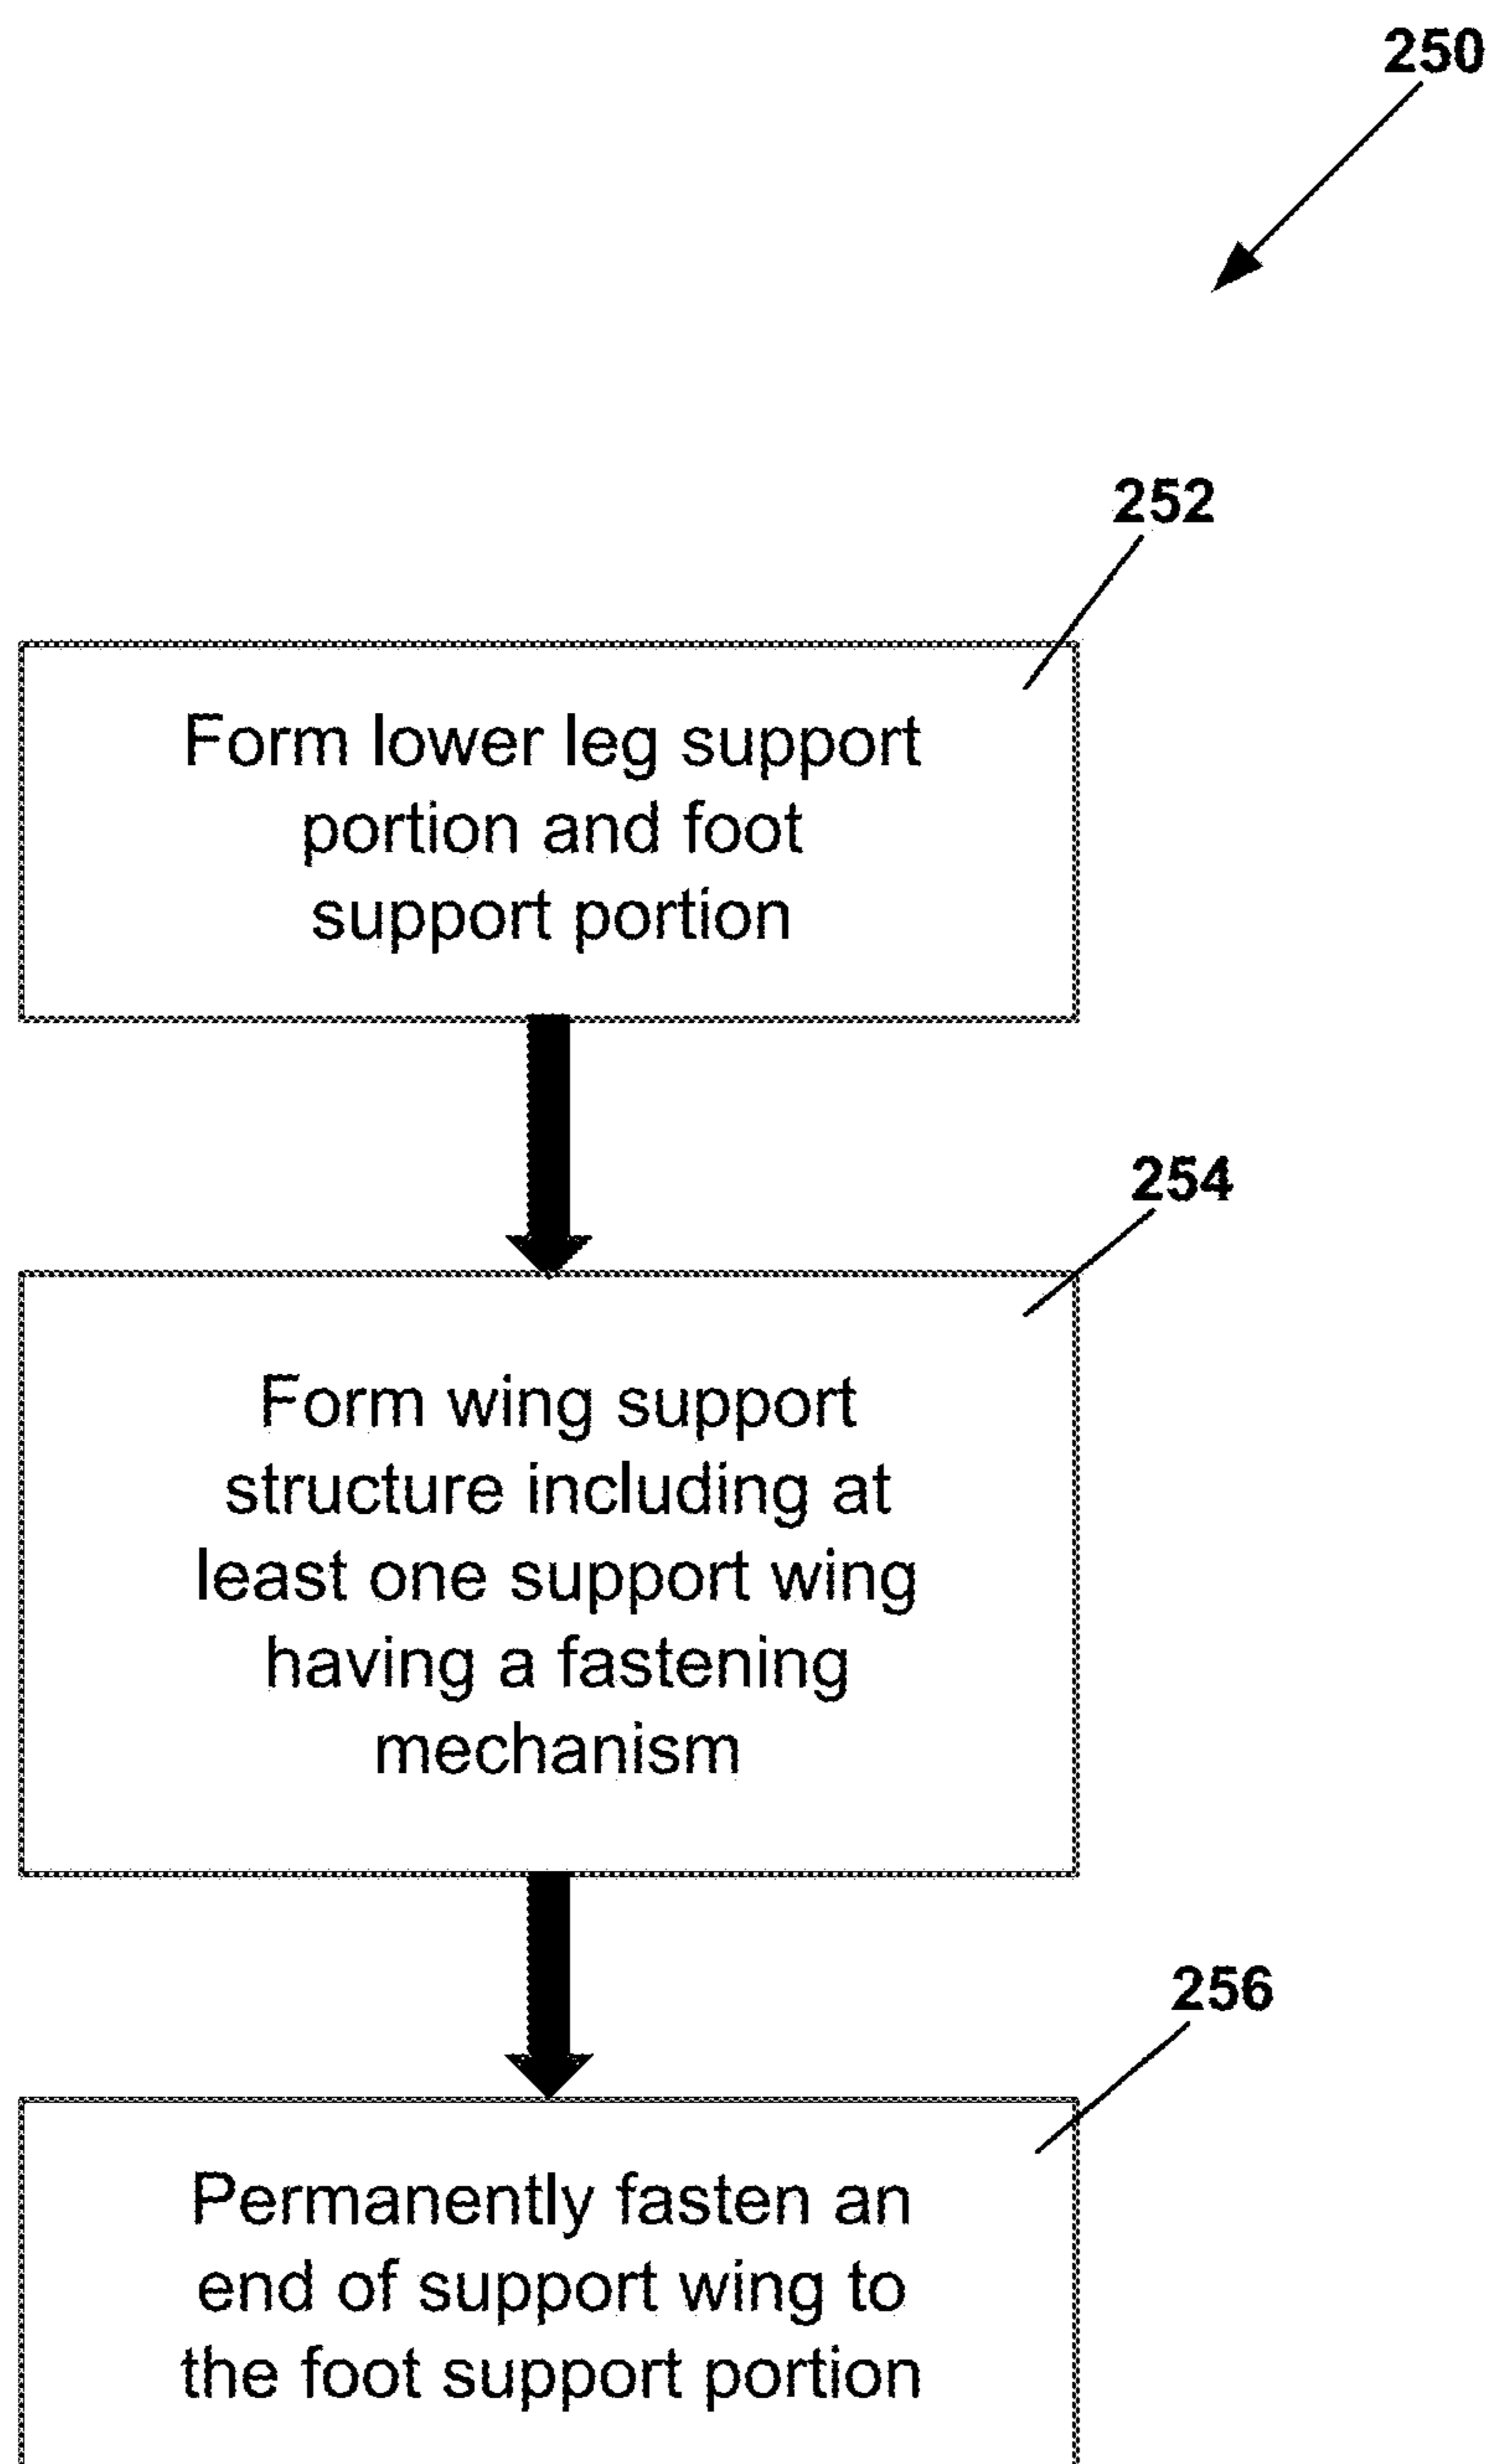 250
252
Form lower leg support
portion and foot
support portion
254
Form wing support
structure including at
least one support wing
having a fastening
mechanism
256
Permanently fasten an
end of support wing to
the foot support portion